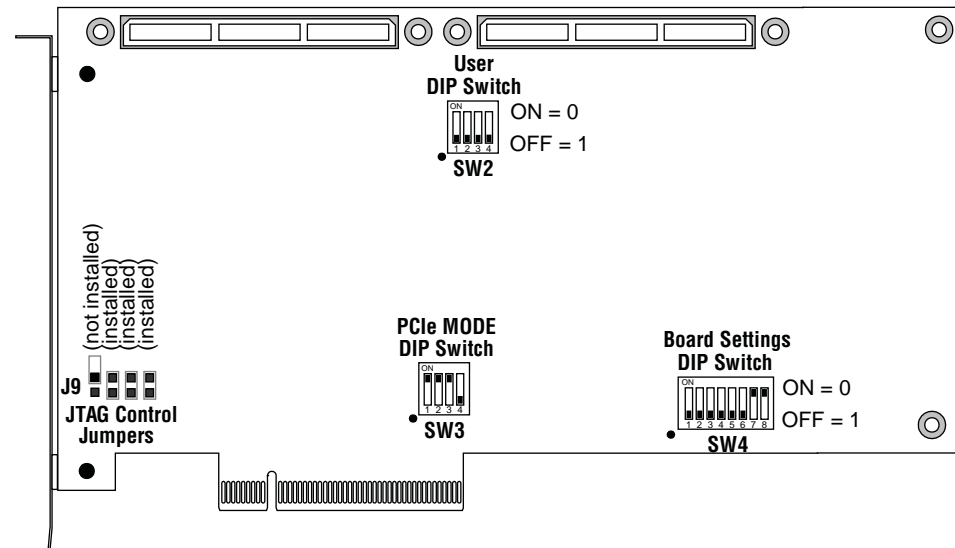 User
DIP Switch
ON
1 2 3 4
ON = 0
OFF = 1
SW2
(not installed)
(installed)
(installed)
(installed)
J9
JTAG Control
Jumpers
PCIe MODE
DIP Switch
ON
1 2 3 4
SW3
Board Settings
DIP Switch
ON
1 2 3 4 5 6 7 8
ON = 0
OFF = 1
SW4